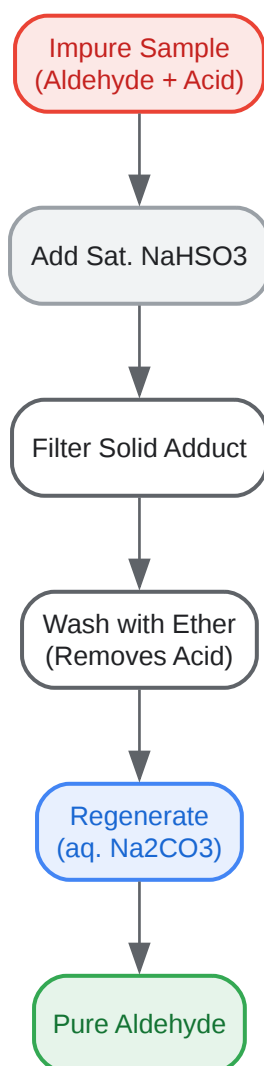 Impure Sample
(Aldehyde + Acid)
Add Sat. NaHSO3
Filter Solid Adduct
Wash with Ether
(Removes Acid)
Regenerate
(aq. Na2CO3)
Pure Aldehyde